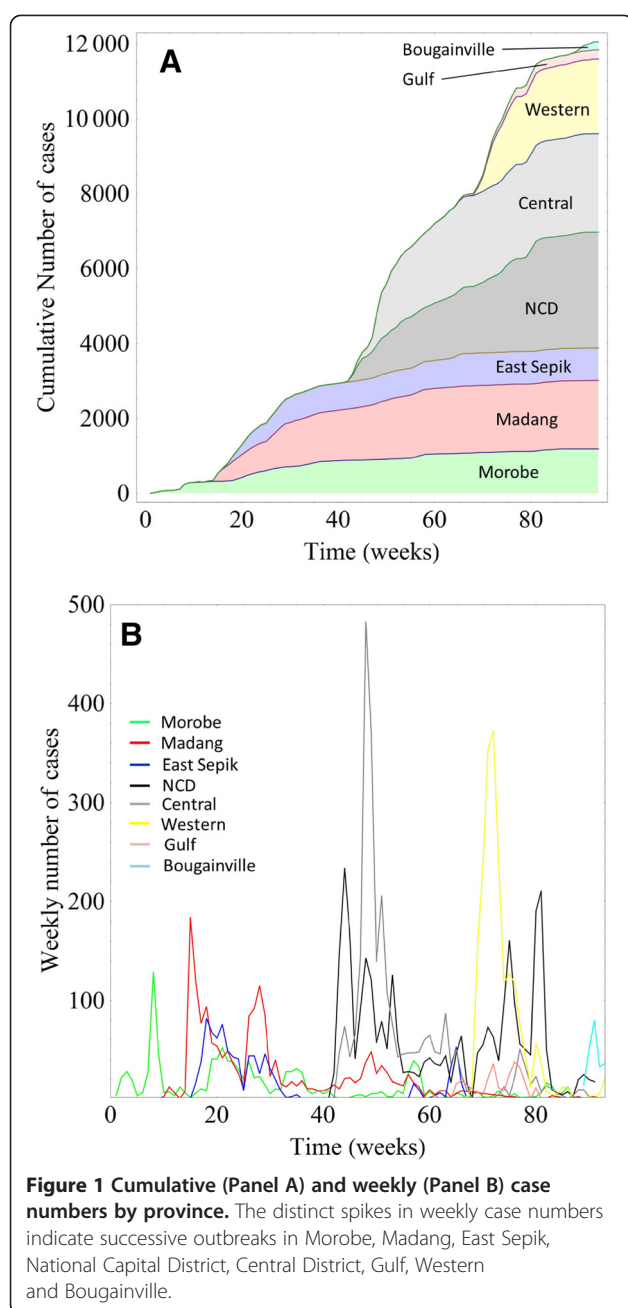 A
12 000
10 000
8000
6000
4000
2000
0
Cumulative Number of cases
Bougainville
Gulf
Western
Central
NCD
East Sepik
Madang
Morobe
0 20 40 60 80
Time (weeks)
B
500
400
300
200
100
Weekly number of cases
Morobe
Madang
East Sepik
NCD
Central
Western
Gulf
Bougainville
0 20 40 60 80
Time (weeks)
Figure 1 Cumulative (Panel A) and weekly (Panel B) case
numbers by province. The distinct spikes in weekly case numbers
indicate successive outbreaks in Morobe, Madang, East Sepik,
National Capital District, Central District, Gulf, Western
and Bougainville.